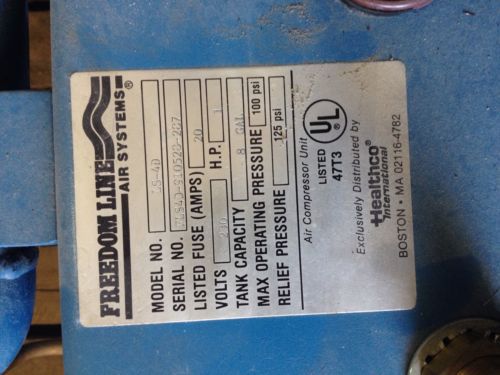 FREEDOM LINE®
AIR SYSTEMS
MODEL NO.
SERIAL NO.
LISTED FUSE (AMPS) 20
VOLTS 230 H.P. 1
TANK CAPACITY 8 GAL
MAX OPERATING PRESSURE 100 psi
RELIEF PRESSURE 125 psi
Air Compressor Unit
UL
LISTED
47T3
Exclusively Distributed by
Healthco
International
BOSTON • MA 02116-4782